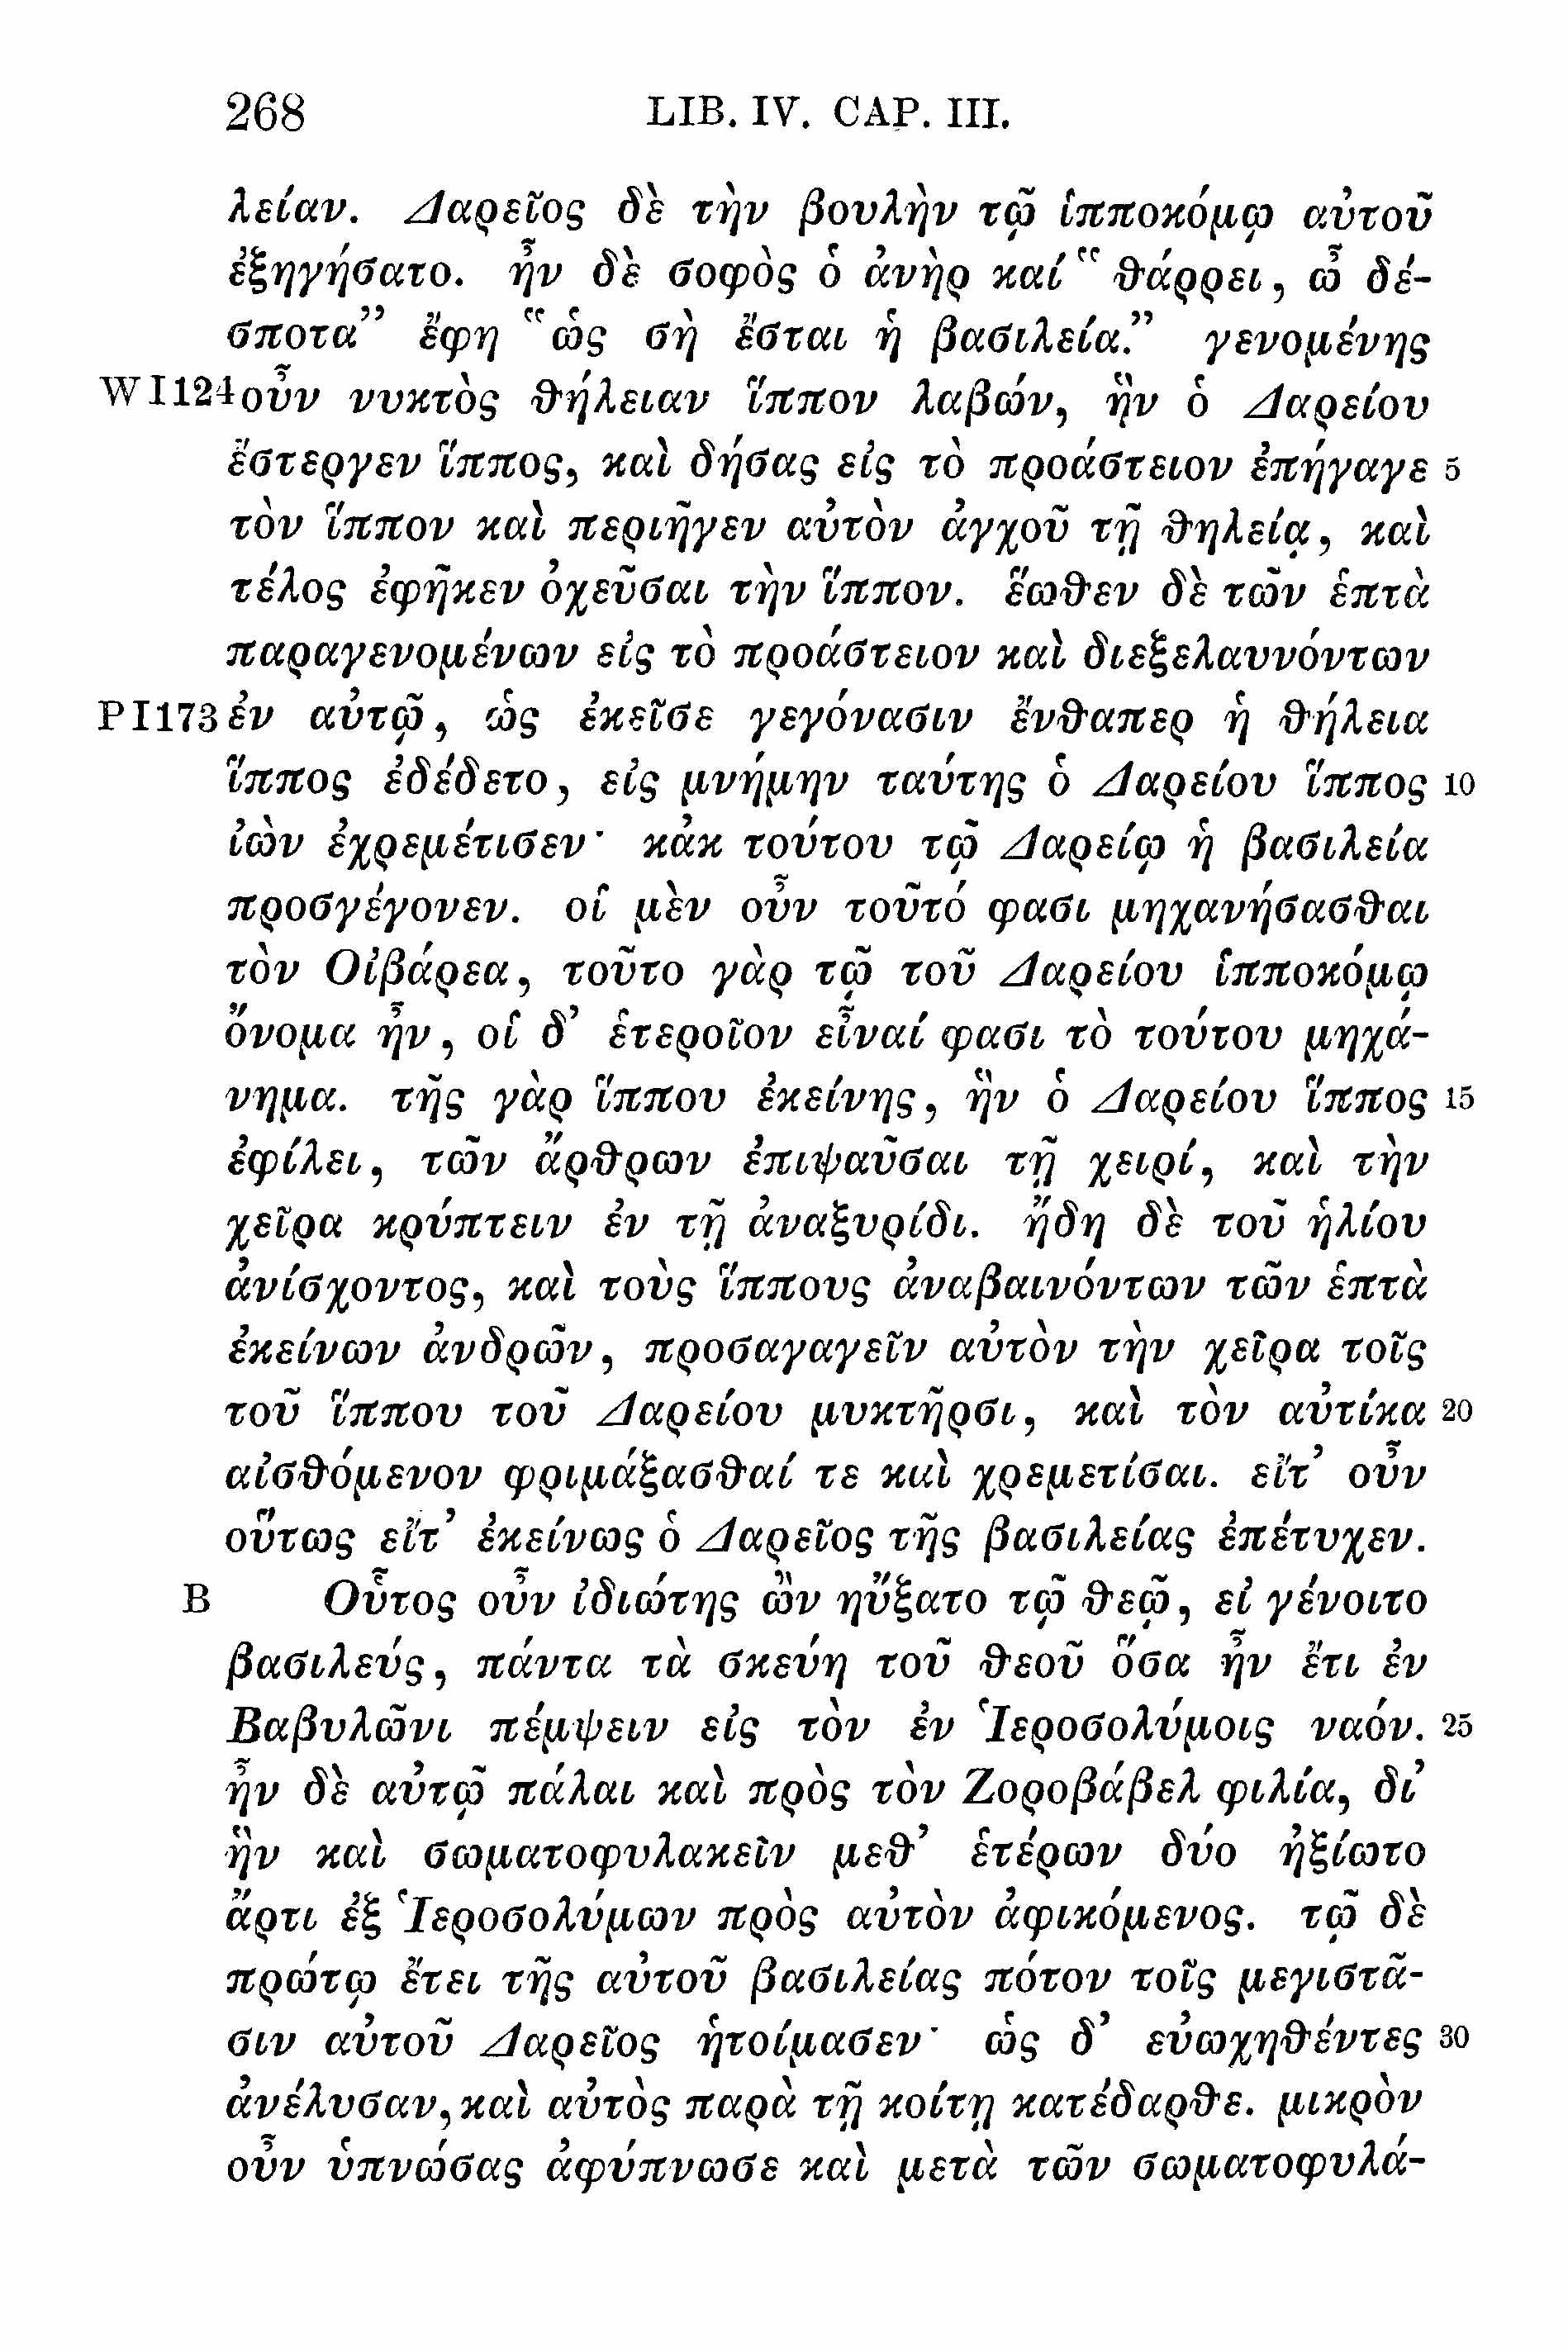 268 LIB. IV. CAP. III.
λείαν. Δαρεῖος δὲ τὴν βουλὴν τῷ ἱπποκόμῳ αὐτοῦ
ἐξηγήσατο. ἦν δὲ σοφὸς ὁ ἀνὴρ καί “ θάρρει, ὦ δέ-
σποτα” ἔφη “ὡς σὴ ἔσται ἡ βασιλεία.” γενομένης
W I 124 οὖν νυκτὸς θήλειαν ἵππον λαβών, ἣν ὁ Δαρείου
ἔστεργεν ἵππος, καὶ δήσας εἰς τὸ προάστειον ἐπήγαγε 5
τὸν ἵππον καὶ περιῆγεν αὐτὸν ἀγχοῦ τῇ θηλείᾳ, καὶ
τέλος ἐφῆκεν ὀχεῦσαι τὴν ἵππον. ἕωθεν δὲ τῶν ἑπτὰ
παραγενομένων εἰς τὸ προάστειον καὶ διεξελαυνόντων
P I 173 ἐν αὐτῷ, ὡς ἐκεῖσε γεγόνασιν ἔνθαπερ ἡ θήλεια
ἵππος ἐδέδετο, εἰς μνήμην ταύτης ὁ Δαρείου ἵππος 10
ἰὼν ἐχρεμέτισεν· κἀκ τούτου τῷ Δαρείῳ ἡ βασιλεία
προσγέγονεν. οἱ μὲν οὖν τοῦτό φασι μηχανήσασθαι
τὸν Οἰβάρεα, τοῦτο γὰρ τῷ τοῦ Δαρείου ἱπποκόμῳ
ὄνομα ἦν, οἱ δ’ ἑτεροῖον εἶναί φασι τὸ τούτου μηχά-
νημα. τῆς γὰρ ἵππου ἐκείνης, ἣν ὁ Δαρείου ἵππος 15
ἐφίλει, τῶν ἄρθρων ἐπιψαῦσαι τῇ χειρί, καὶ τὴν
χεῖρα κρύπτειν ἐν τῇ ἀναξυρίδι. ἤδη δὲ τοῦ ἡλίου
ἀνίσχοντος, καὶ τοὺς ἵππους ἀναβαινόντων τῶν ἑπτὰ
ἐκείνων ἀνδρῶν, προσαγαγεῖν αὐτὸν τὴν χεῖρα τοῖς
τοῦ ἵππου τοῦ Δαρείου μυκτῆρσι, καὶ τὸν αὐτίκα 20
αἰσθόμενον φριμάξασθαί τε καὶ χρεμετίσαι. εἴτ’ οὖν
οὕτως εἴτ’ ἐκείνως ὁ Δαρεῖος τῆς βασιλείας ἐπέτυχεν.
B Οὗτος οὖν ἰδιώτης ὢν ηὔξατο τῷ θεῷ, εἰ γένοιτο
βασιλεύς, πάντα τὰ σκεύη τοῦ θεοῦ ὅσα ἦν ἔτι ἐν
Βαβυλῶνι πέμψειν εἰς τὸν ἐν Ἱεροσολύμοις ναόν. 25
ἦν δὲ αὐτῷ πάλαι καὶ πρὸς τὸν Ζοροβάβελ φιλία, δι’
ἣν καὶ σωματοφυλακεῖν μεθ’ ἑτέρων δύο ἠξίωτο
ἄρτι ἐξ Ἱεροσολύμων πρὸς αὐτὸν ἀφικόμενος. τῷ δὲ
πρώτῳ ἔτει τῆς αὐτοῦ βασιλείας πότον τοῖς μεγιστᾶ-
σιν αὐτοῦ Δαρεῖος ἡτοίμασεν· ὡς δ’ εὐωχηθέντες 30
ἀνέλυσαν, καὶ αὐτὸς παρὰ τῇ κοίτῃ κατέδαρθε. μικρὸν
οὖν ὑπνώσας ἀφύπνωσε καὶ μετὰ τῶν σωματοφυλά-